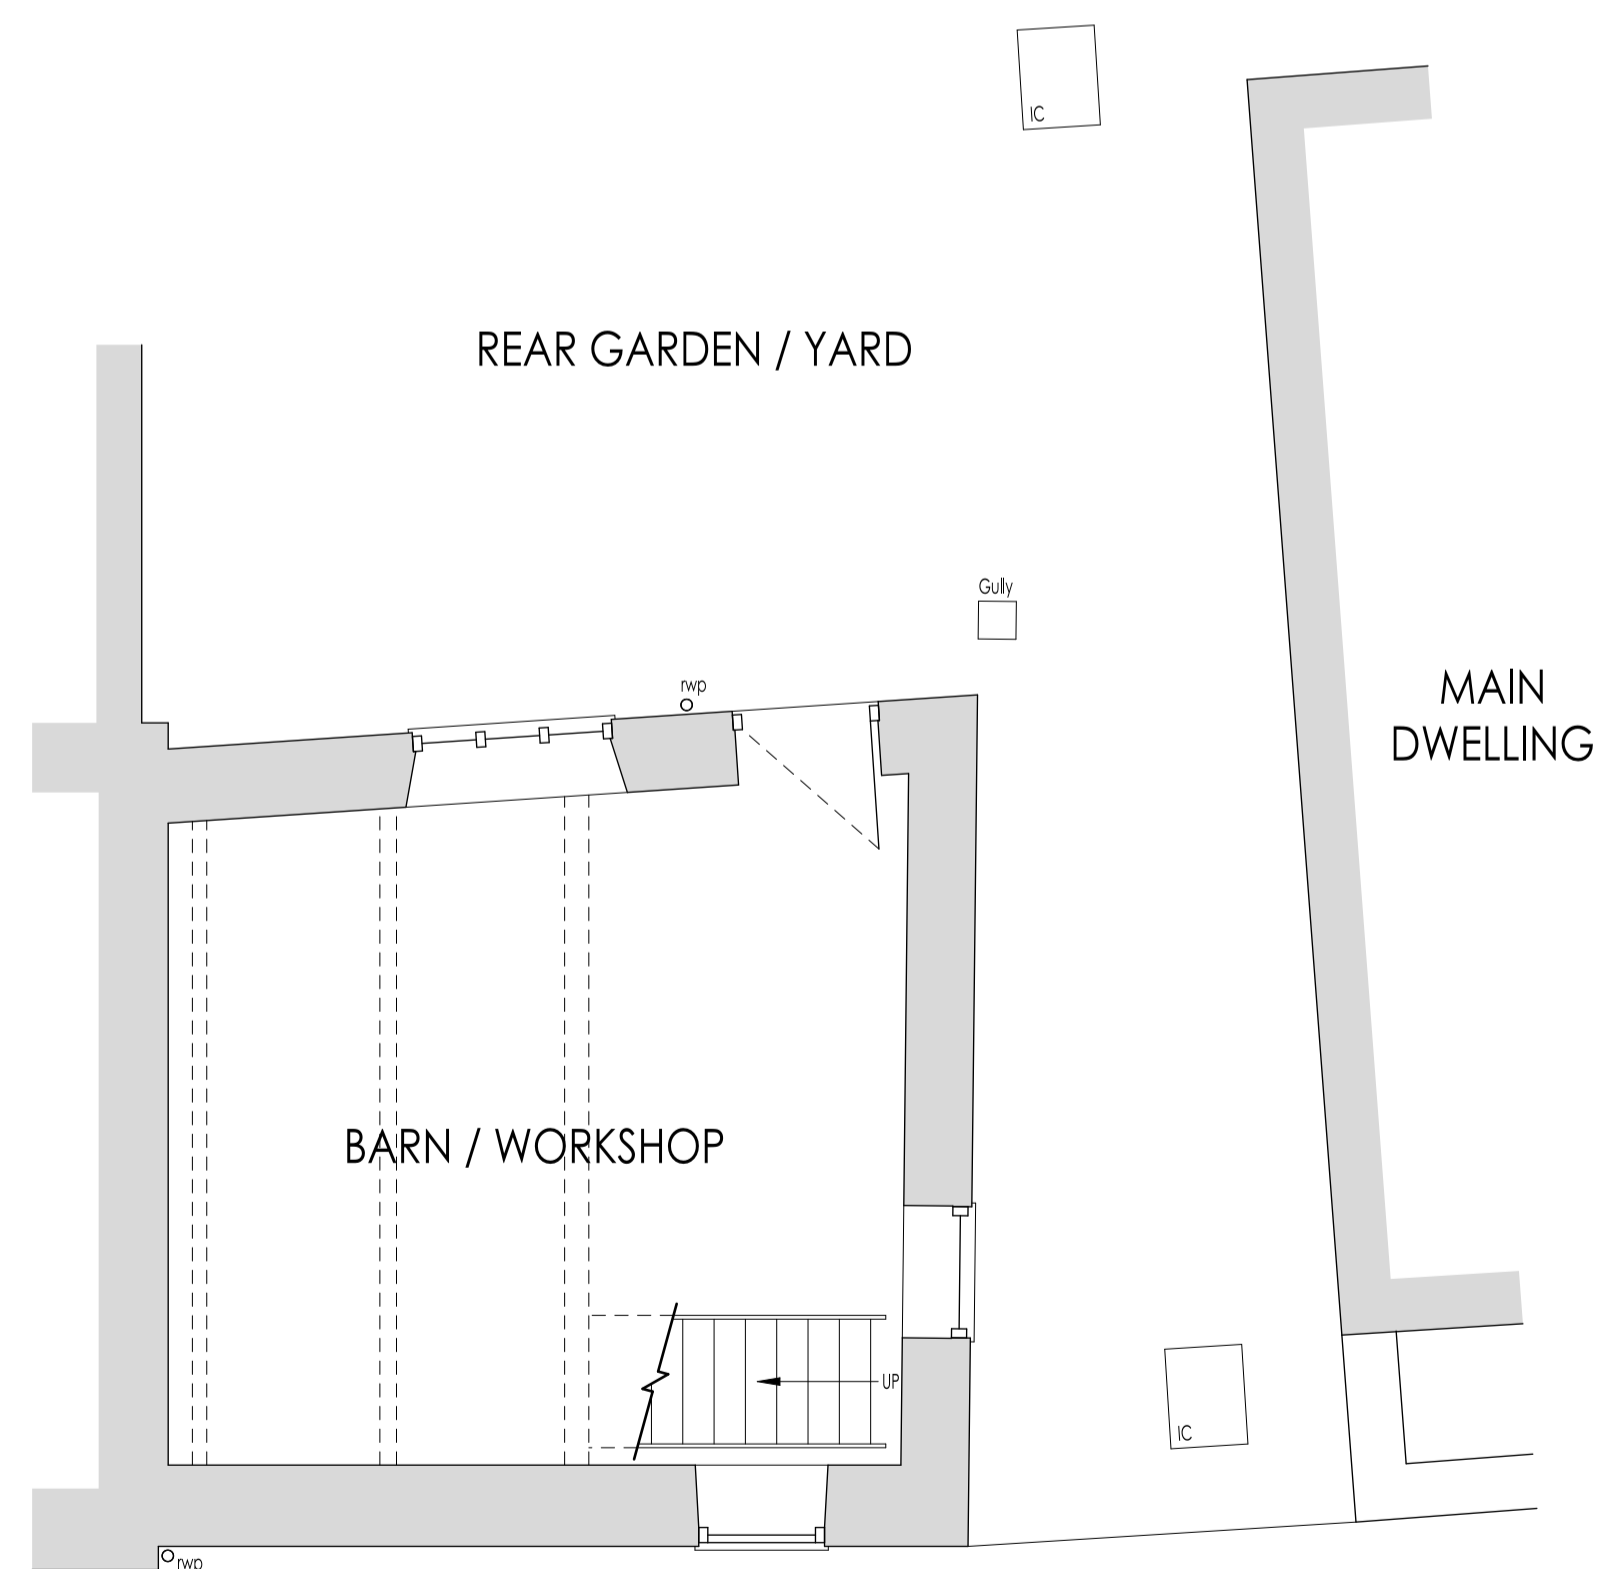 IC
REAR GARDEN / YARD
Gully
rwp
MAIN
DWELLING
BARN / WORKSHOP
UP
IC
rwp